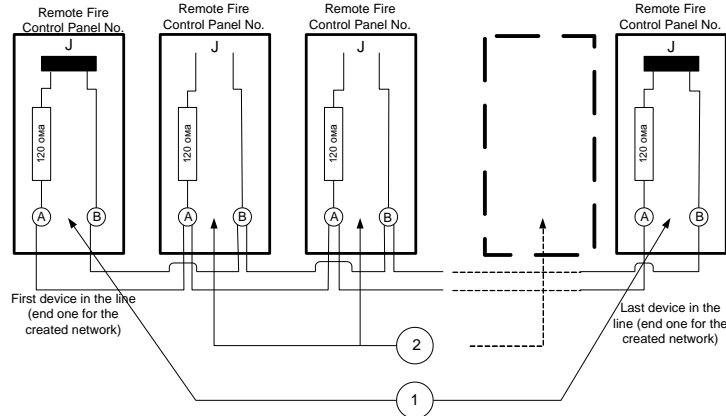 Remote Fire
Control Panel No.
J
120 ома
A
B
Remote Fire
Control Panel No.
J
120 ома
A
B
Remote Fire
Control Panel No.
J
120 ома
A
B
Remote Fire
Control Panel No.
J
120 ома
A
B
First device in the line
(end one for the
created network)
Last device in the
line (end one for the
created network)
2
1